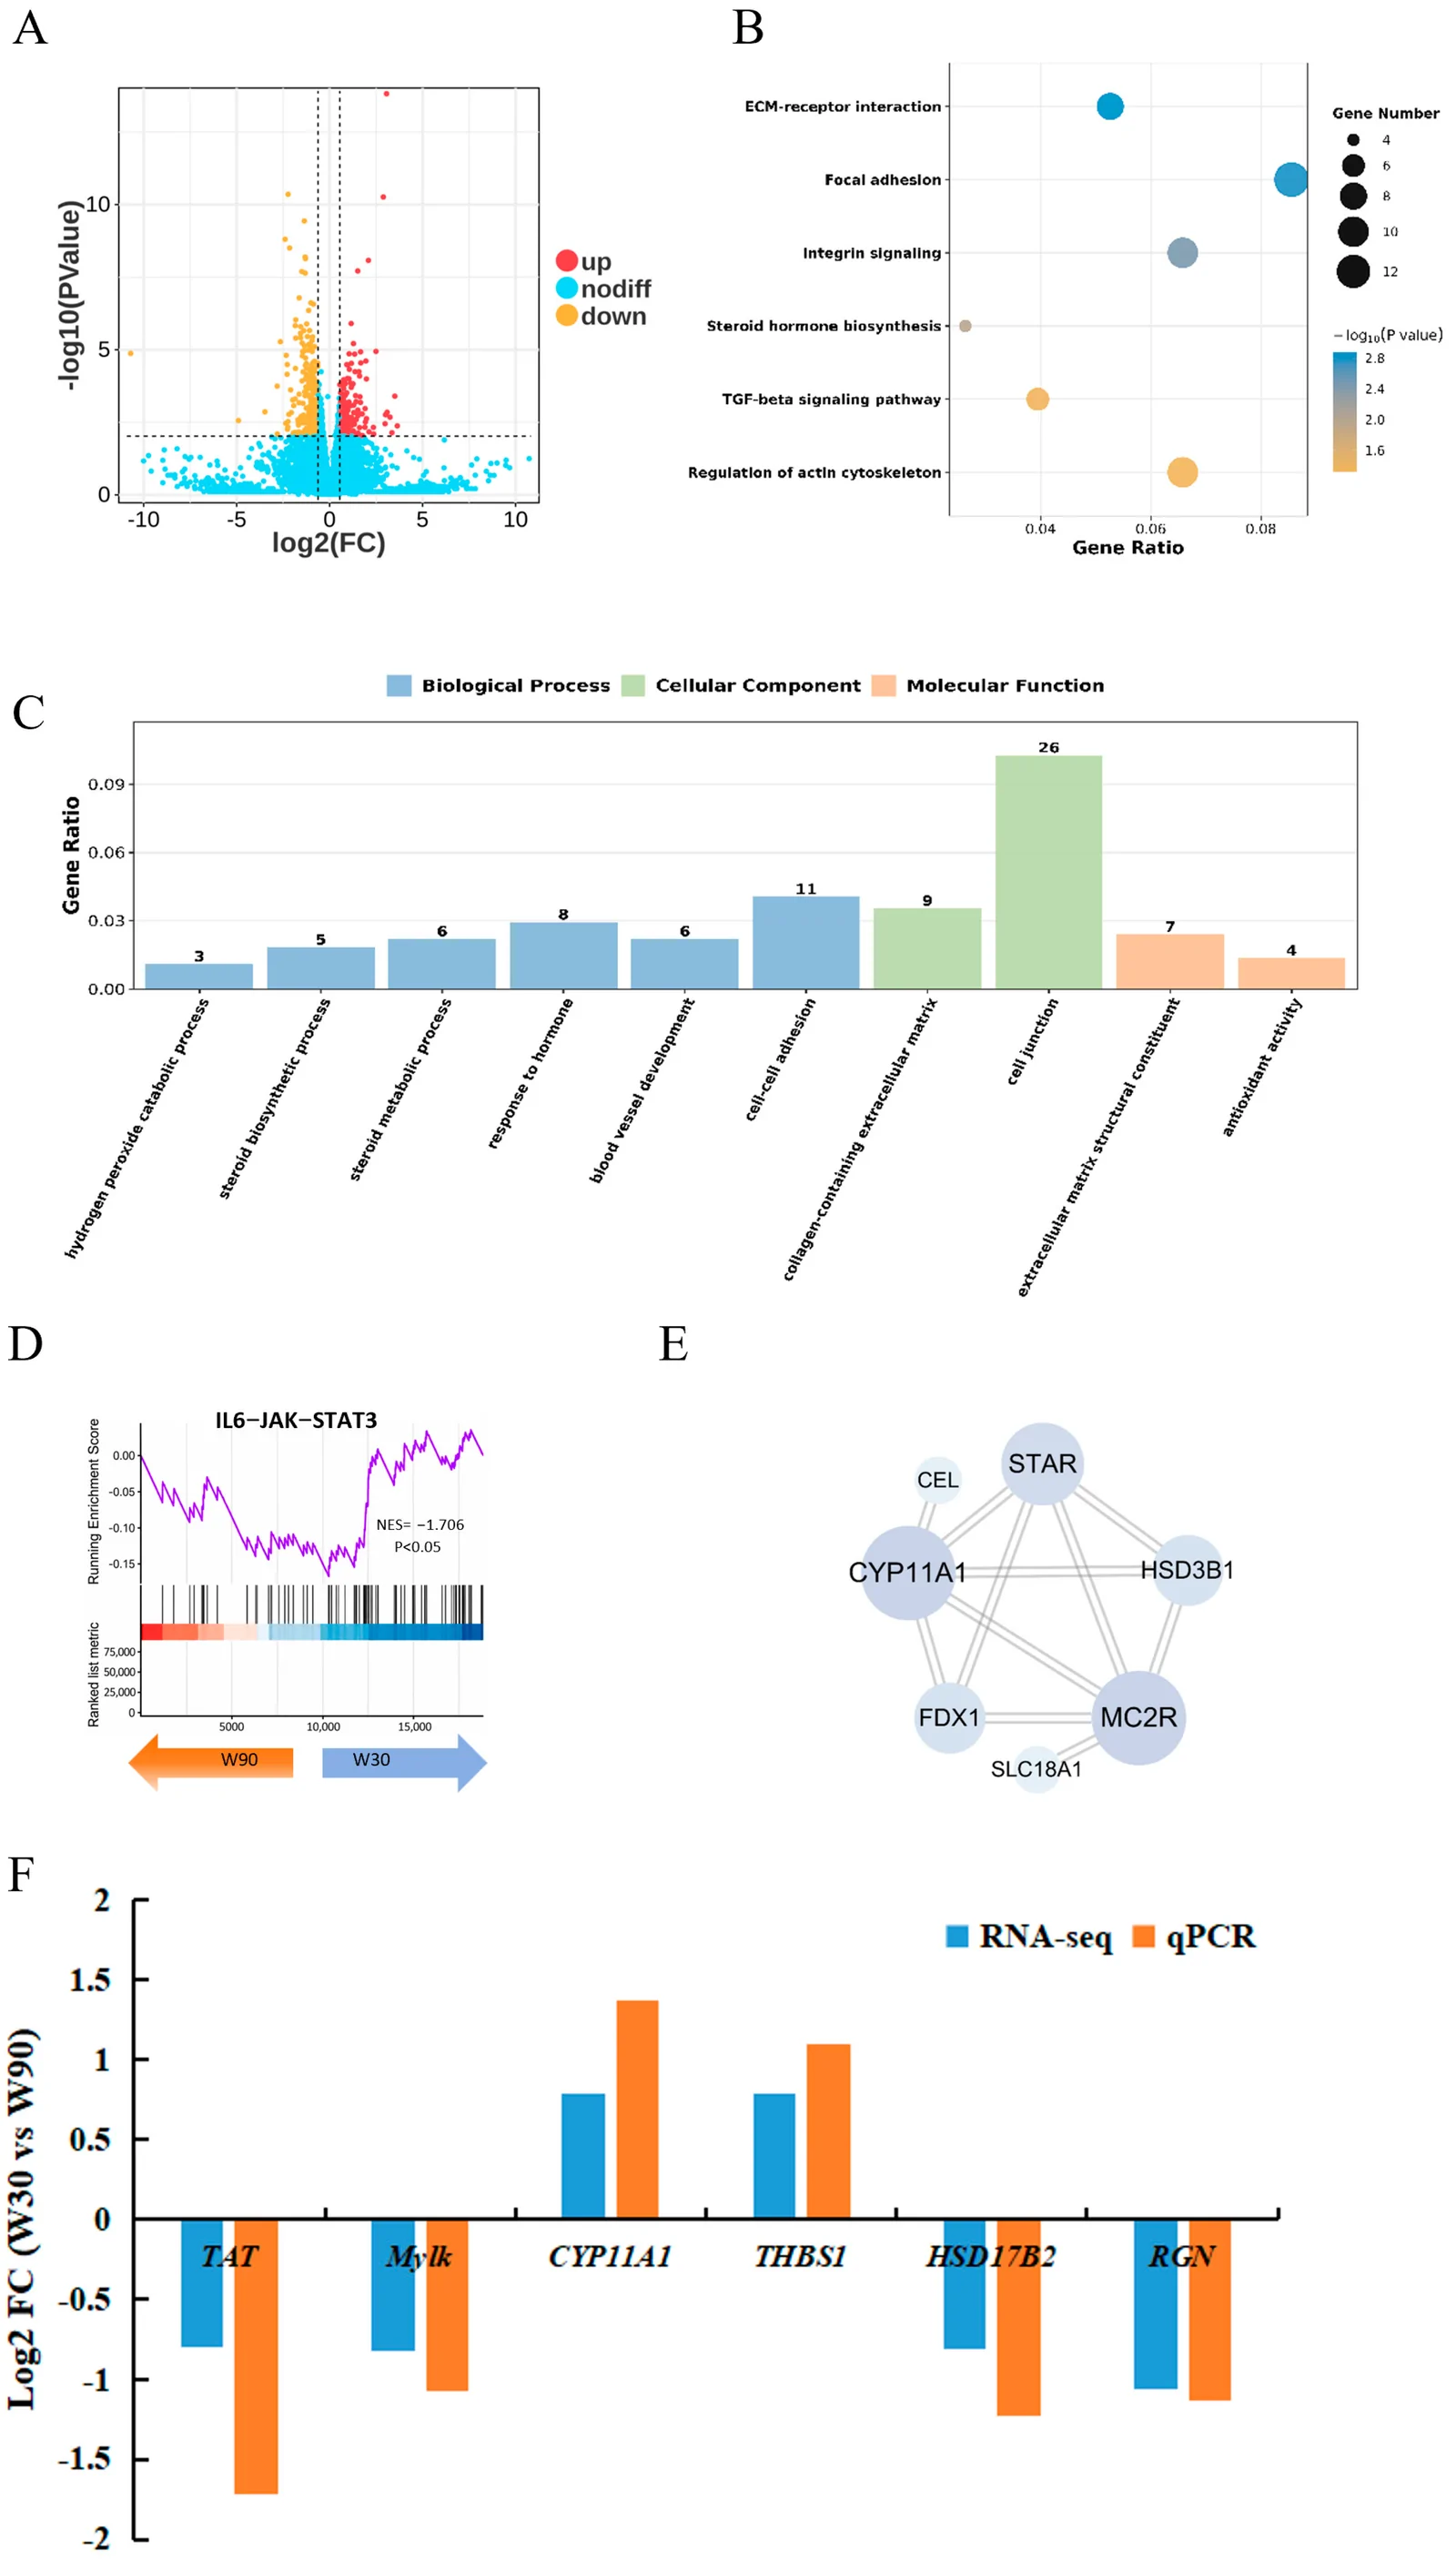 A
-log10(PValue)
10
5
0
-10 -5 0 5 10
log2(FC)
up
nodiff
down
B
ECM-receptor interaction
Focal adhesion
Integrin signaling
Steroid hormone biosynthesis
TGF-beta signaling pathway
Regulation of actin cytoskeleton
0.04 0.06 0.08
Gene Ratio
Gene Number
4
6
8
10
12
−log10(P value)
2.8
2.4
2.0
1.6
C
Biological Process Cellular Component Molecular Function
Gene Ratio
0.09
0.06
0.03
0.00
3 5 6 8 6 11 9 26 7 4
hydrogen peroxide catabolic process
steroid biosynthetic process
steroid metabolic process
response to hormone
blood vessel development
cell-cell adhesion
collagen-containing extracellular matrix
cell junction
extracellular matrix structural constituent
antioxidant activity
D
IL6−JAK−STAT3
Running Enrichment Score
0.00
-0.05
-0.10
-0.15
NES= −1.706
P<0.05
Ranked list metric
75,000
50,000
25,000
0
5000 10,000 15,000
W90 W30
E
CEL
STAR
CYP11A1
HSD3B1
FDX1
MC2R
SLC18A1
F
Log2 FC (W30 vs W90)
2
1.5
1
0.5
0
-0.5
-1
-1.5
-2
RNA-seq qPCR
TAT Mylk CYP11A1 THBS1 HSD17B2 RGN